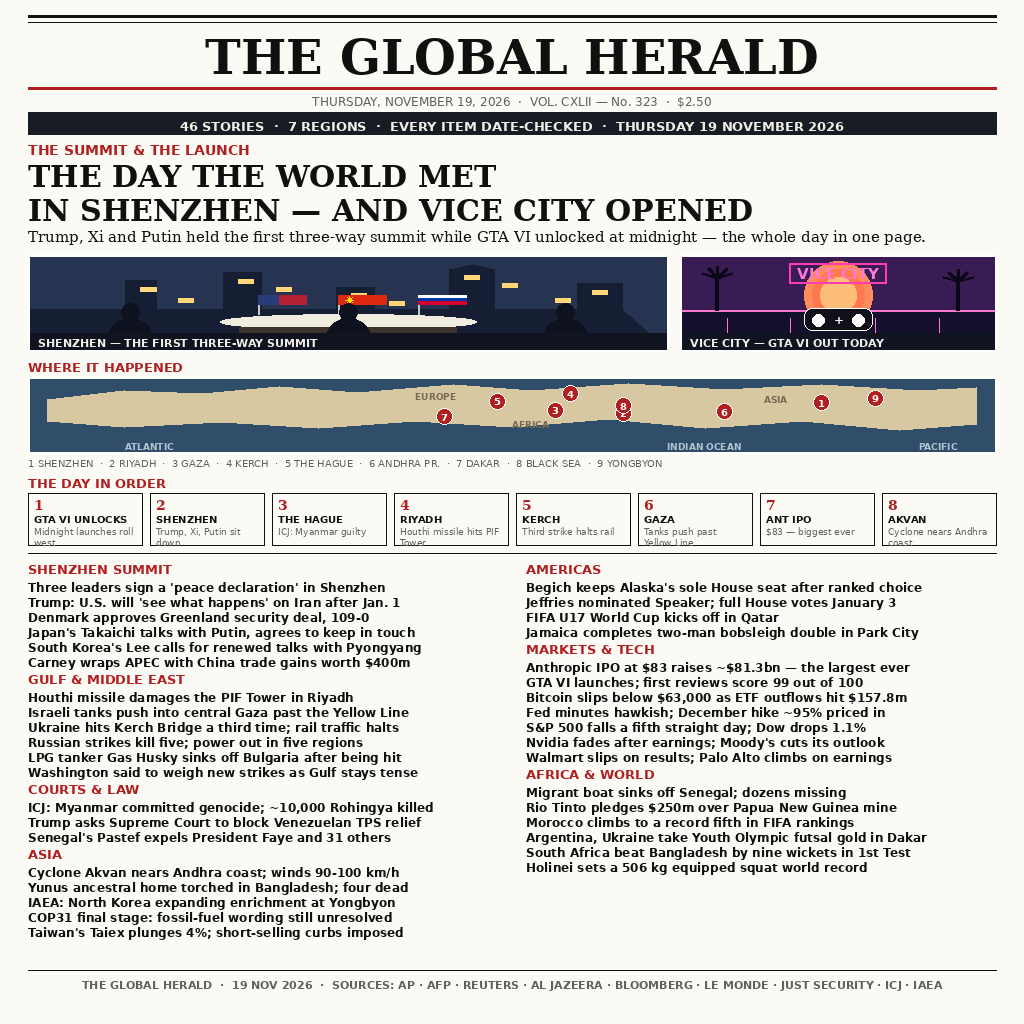 THE GLOBAL HERALD
THURSDAY, NOVEMBER 19, 2026 · VOL. CXLII — No. 323 · $2.50
46 STORIES · 7 REGIONS · EVERY ITEM DATE-CHECKED · THURSDAY 19 NOVEMBER 2026
THE SUMMIT & THE LAUNCH
THE DAY THE WORLD MET
IN SHENZHEN — AND VICE CITY OPENED
Trump, Xi and Putin held the first three-way summit while GTA VI unlocked at midnight — the whole day in one page.
VICE CITY
SHENZHEN — THE FIRST THREE-WAY SUMMIT
VICE CITY — GTA VI OUT TODAY
WHERE IT HAPPENED
EUROPE
ASIA
AFRICA
1
2
3
4
5
6
7
8
9
ATLANTIC
INDIAN OCEAN
PACIFIC
1 SHENZHEN · 2 RIYADH · 3 GAZA · 4 KERCH · 5 THE HAGUE · 6 ANDHRA PR. · 7 DAKAR · 8 BLACK SEA · 9 YONGBYON
THE DAY IN ORDER
1
GTA VI UNLOCKS
Midnight launches roll
west
2
SHENZHEN
Trump, Xi, Putin sit
down
3
THE HAGUE
ICJ: Myanmar guilty
4
RIYADH
Houthi missile hits PIF
Tower
5
KERCH
Third strike halts rail
6
GAZA
Tanks push past
Yellow Line
7
ANT IPO
$83 — biggest ever
8
AKVAN
Cyclone nears Andhra
coast
SHENZHEN SUMMIT
Three leaders sign a 'peace declaration' in Shenzhen
Trump: U.S. will 'see what happens' on Iran after Jan. 1
Denmark approves Greenland security deal, 109-0
Japan's Takaichi talks with Putin, agrees to keep in touch
South Korea's Lee calls for renewed talks with Pyongyang
Carney wraps APEC with China trade gains worth $400m
GULF & MIDDLE EAST
Houthi missile damages the PIF Tower in Riyadh
Israeli tanks push into central Gaza past the Yellow Line
Ukraine hits Kerch Bridge a third time; rail traffic halts
Russian strikes kill five; power out in five regions
LPG tanker Gas Husky sinks off Bulgaria after being hit
Washington said to weigh new strikes as Gulf stays tense
COURTS & LAW
ICJ: Myanmar committed genocide; ~10,000 Rohingya killed
Trump asks Supreme Court to block Venezuelan TPS relief
Senegal's Pastef expels President Faye and 31 others
ASIA
Cyclone Akvan nears Andhra coast; winds 90-100 km/h
Yunus ancestral home torched in Bangladesh; four dead
IAEA: North Korea expanding enrichment at Yongbyon
COP31 final stage: fossil-fuel wording still unresolved
Taiwan's Taiex plunges 4%; short-selling curbs imposed
AMERICAS
Begich keeps Alaska's sole House seat after ranked choice
Jeffries nominated Speaker; full House votes January 3
FIFA U17 World Cup kicks off in Qatar
Jamaica completes two-man bobsleigh double in Park City
MARKETS & TECH
Anthropic IPO at $83 raises ~$81.3bn — the largest ever
GTA VI launches; first reviews score 99 out of 100
Bitcoin slips below $63,000 as ETF outflows hit $157.8m
Fed minutes hawkish; December hike ~95% priced in
S&P 500 falls a fifth straight day; Dow drops 1.1%
Nvidia fades after earnings; Moody's cuts its outlook
Walmart slips on results; Palo Alto climbs on earnings
AFRICA & WORLD
Migrant boat sinks off Senegal; dozens missing
Rio Tinto pledges $250m over Papua New Guinea mine
Morocco climbs to a record fifth in FIFA rankings
Argentina, Ukraine take Youth Olympic futsal gold in Dakar
South Africa beat Bangladesh by nine wickets in 1st Test
Holinei sets a 506 kg equipped squat world record
THE GLOBAL HERALD · 19 NOV 2026 · SOURCES: AP · AFP · REUTERS · AL JAZEERA · BLOOMBERG · LE MONDE · JUST SECURITY · ICJ · IAEA